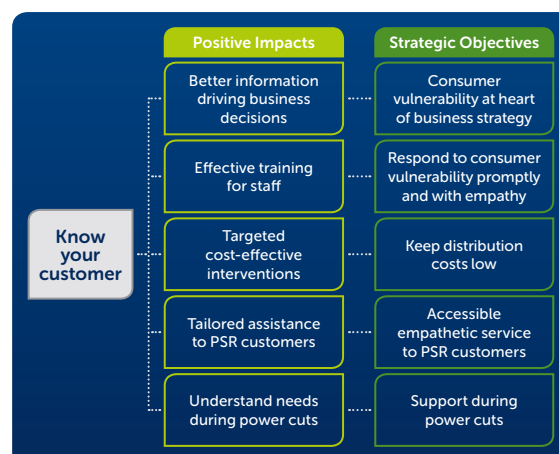 Positive Impacts
Strategic Objectives
Better information
driving business
decisions
Consumer
vulnerability at heart
of business strategy
Effective training
for staff
Respond to consumer
vulnerability promptly
and with empathy
Know
your
customer
Targeted
cost-effective
interventions
Keep distribution
costs low
Tailored assistance
to PSR customers
Accessible
empathetic service
to PSR customers
Understand needs
during power cuts
Support during
power cuts